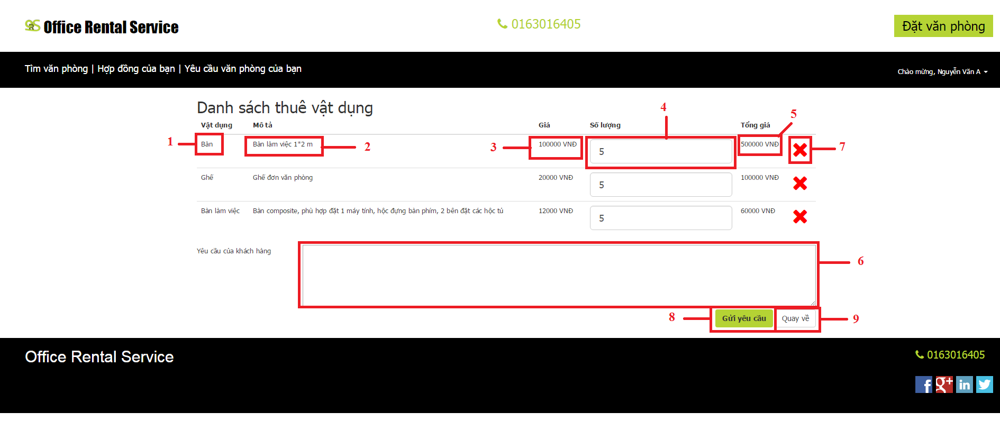 ORS Office Rental Service
0163016405
Đặt văn phòng
Tìm văn phòng | Hợp đồng của bạn | Yêu cầu văn phòng của bạn
Chào mừng, Nguyễn Văn A
Danh sách thuê vật dụng
4
5
Vật dụng Mô tả Giá Số lượng Tổng giá
1 Bàn Bàn làm việc 1*2 m 2 3 100000 VNĐ 5 500000 VNĐ 7
Ghế Ghế đơn văn phòng 20000 VNĐ 5 100000 VNĐ
Bàn làm việc Bàn composite, phù hợp đặt 1 máy tính, hộc đựng bàn phím, 2 bên đặt các hộc tủ 12000 VNĐ 5 60000 VNĐ
Yêu cầu của khách hàng
6
8 Gửi yêu cầu Quay về 9
Office Rental Service
0163016405
f g+ in